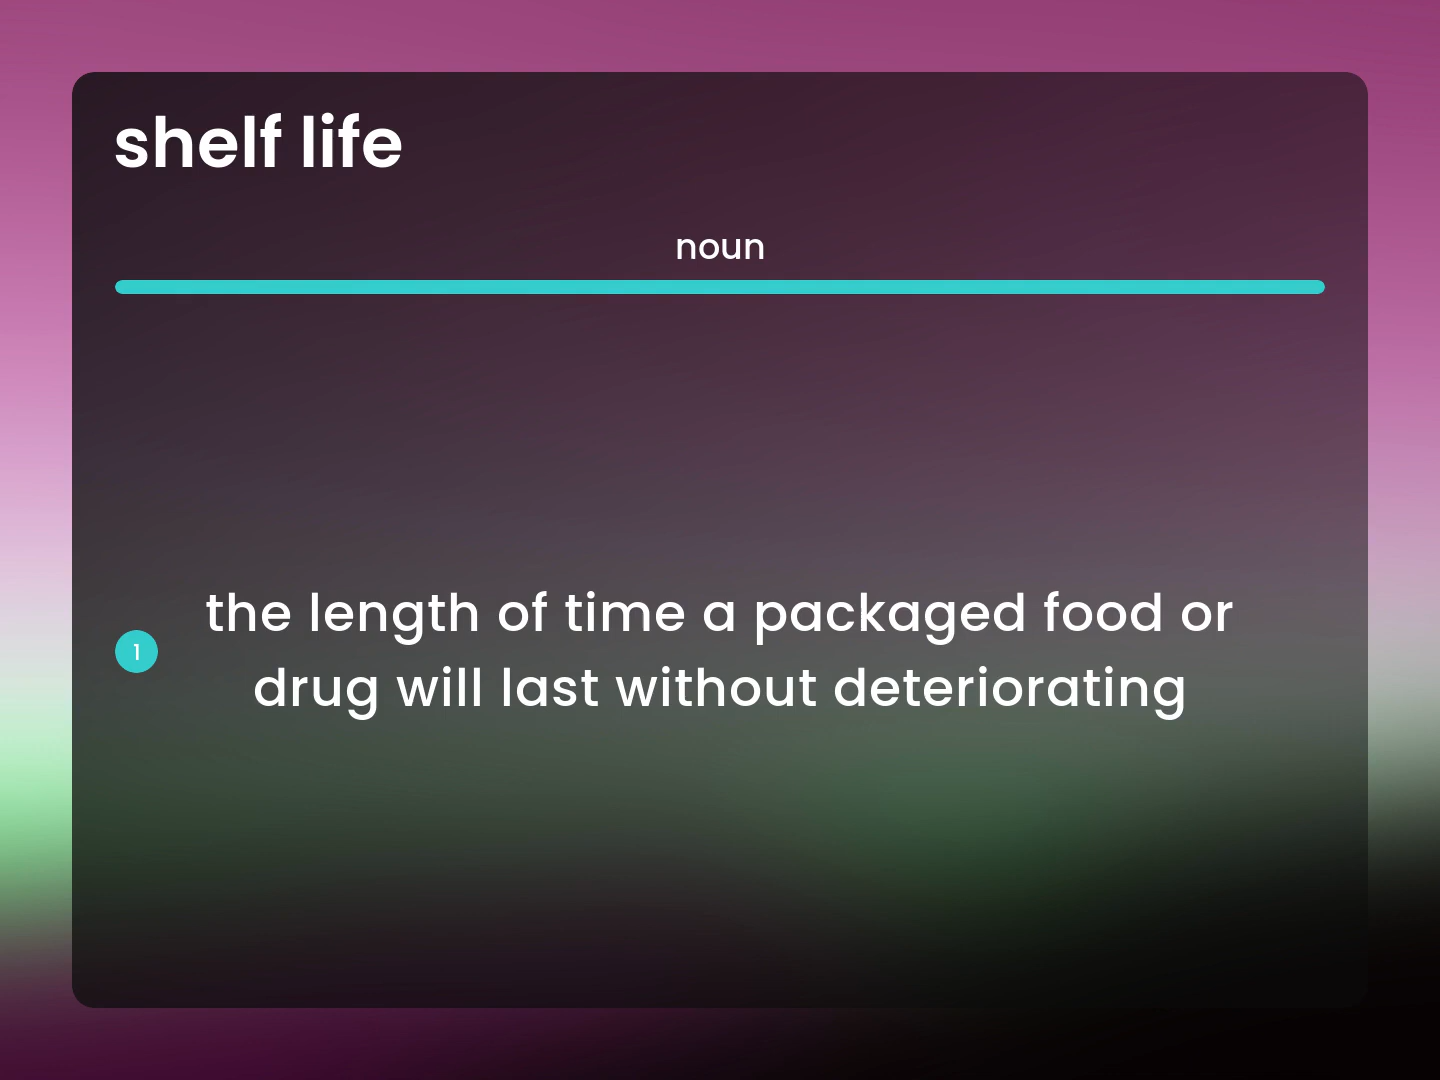 shelf life
noun
1
the length of time a packaged food or
drug will last without deteriorating